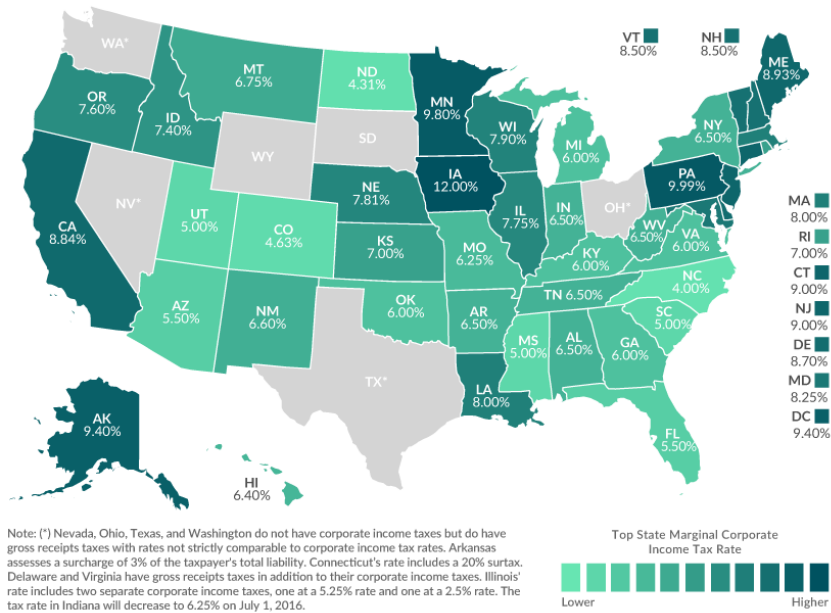 VT
8.50%
NH
8.50%
WA*
MT
6.75%
ND
4.31%
MN
9.80%
ME
8.93%
OR
7.60%
ID
7.40%
SD
WI
7.90%
MI
6.00%
NY
6.50%
WY
IA
12.00%
PA
9.99%
NE
7.81%
NV*
UT
5.00%
CO
4.63%
IL
7.75%
IN
6.50%
OH*
WV
6.50%
VA
6.00%
CA
8.84%
KS
7.00%
MO
6.25%
KY
6.00%
NC
4.00%
AZ
5.50%
NM
6.60%
OK
6.00%
AR
6.50%
TN 6.50%
SC
5.00%
MS
5.00%
AL
6.50%
GA
6.00%
TX*
LA
8.00%
FL
5.50%
AK
9.40%
HI
6.40%
MA
8.00%
RI
7.00%
CT
9.00%
NJ
9.00%
DE
8.70%
MD
8.25%
DC
9.40%
Note: (*) Nevada, Ohio, Texas, and Washington do not have corporate income taxes but do have
gross receipts taxes with rates not strictly comparable to corporate income tax rates. Arkansas
assesses a surcharge of 3% of the taxpayer's total liability. Connecticut's rate includes a 20% surtax.
Delaware and Virginia have gross receipts taxes in addition to their corporate income taxes. Illinois'
rate includes two separate corporate income taxes, one at a 5.25% rate and one at a 2.5% rate. The
tax rate in Indiana will decrease to 6.25% on July 1, 2016.
Top State Marginal Corporate
Income Tax Rate
Lower
Higher